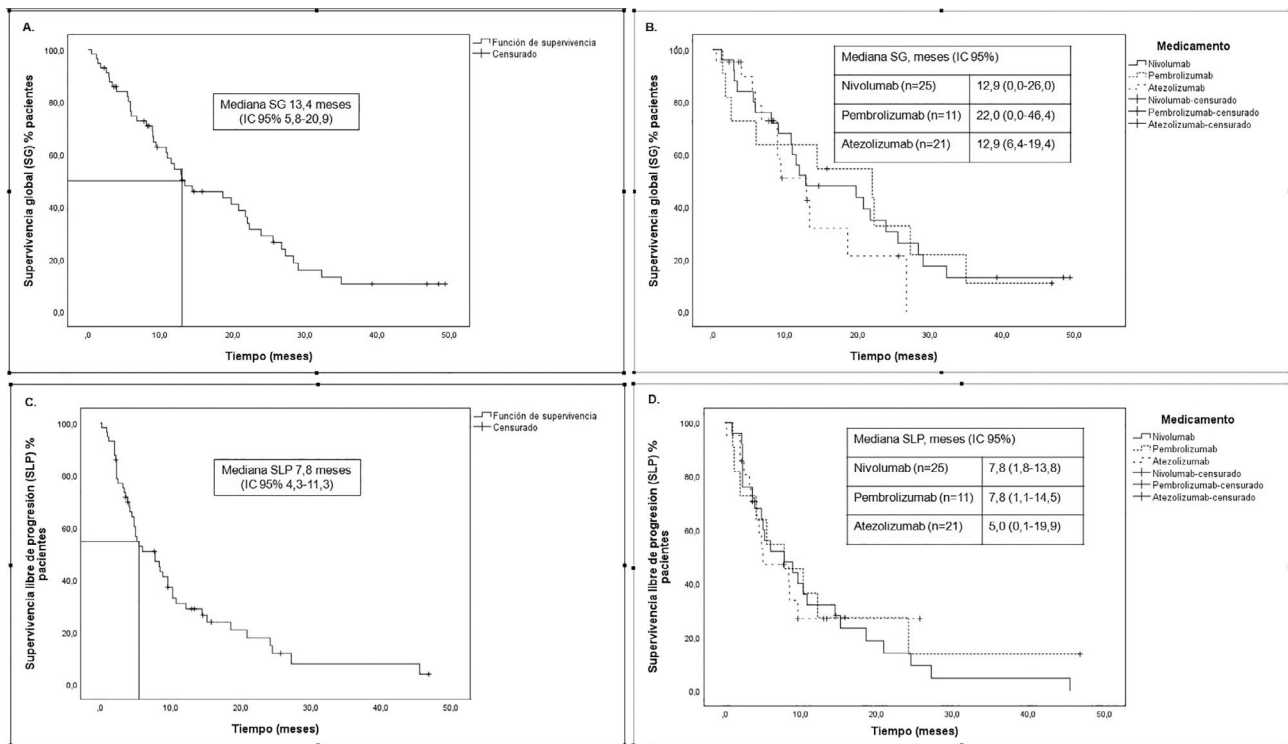 A.
Función de supervivencia
Censurado
Mediana SG 13,4 meses
(IC 95% 5,8-20,9)
Supervivencia global (SG) % pacientes
100,0
80,0
60,0
40,0
20,0
0,0
,0
10,0
20,0
30,0
40,0
50,0
Tiempo (meses)
B.
Mediana SG, meses (IC 95%)
Nivolumab (n=25) 12,9 (0,0-26,0)
Pembrolizumab (n=11) 22,0 (0,0-46,4)
Atezolizumab (n=21) 12,9 (6,4-19,4)
Medicamento
Nivolumab
Pembrolizumab
Atezolizumab
Nivolumab-censurado
Pembrolizumab-censurado
Atezolizumab-censurado
Supervivencia global (SG) % pacientes
100,0
80,0
60,0
40,0
20,0
0,0
,0
10,0
20,0
30,0
40,0
50,0
Tiempo (meses)
C.
Función de supervivencia
Censurado
Mediana SLP 7,8 meses
(IC 95% 4,3-11,3)
Supervivencia libre de progresión (SLP) %
pacientes
100,0
80,0
60,0
40,0
20,0
0,0
,0
10,0
20,0
30,0
40,0
50,0
Tiempo (meses)
D.
Mediana SLP, meses (IC 95%)
Nivolumab (n=25) 7,8 (1,8-13,8)
Pembrolizumab (n=11) 7,8 (1,1-14,5)
Atezolizumab (n=21) 5,0 (0,1-19,9)
Medicamento
Nivolumab
Pembrolizumab
Atezolizumab
Nivolumab-censurado
Pembrolizumab-censurado
Atezolizumab-censurado
Supervivencia libre de progresión (SLP) %
pacientes
100,0
80,0
60,0
40,0
20,0
0,0
,0
10,0
20,0
30,0
40,0
50,0
Tiempo (meses)